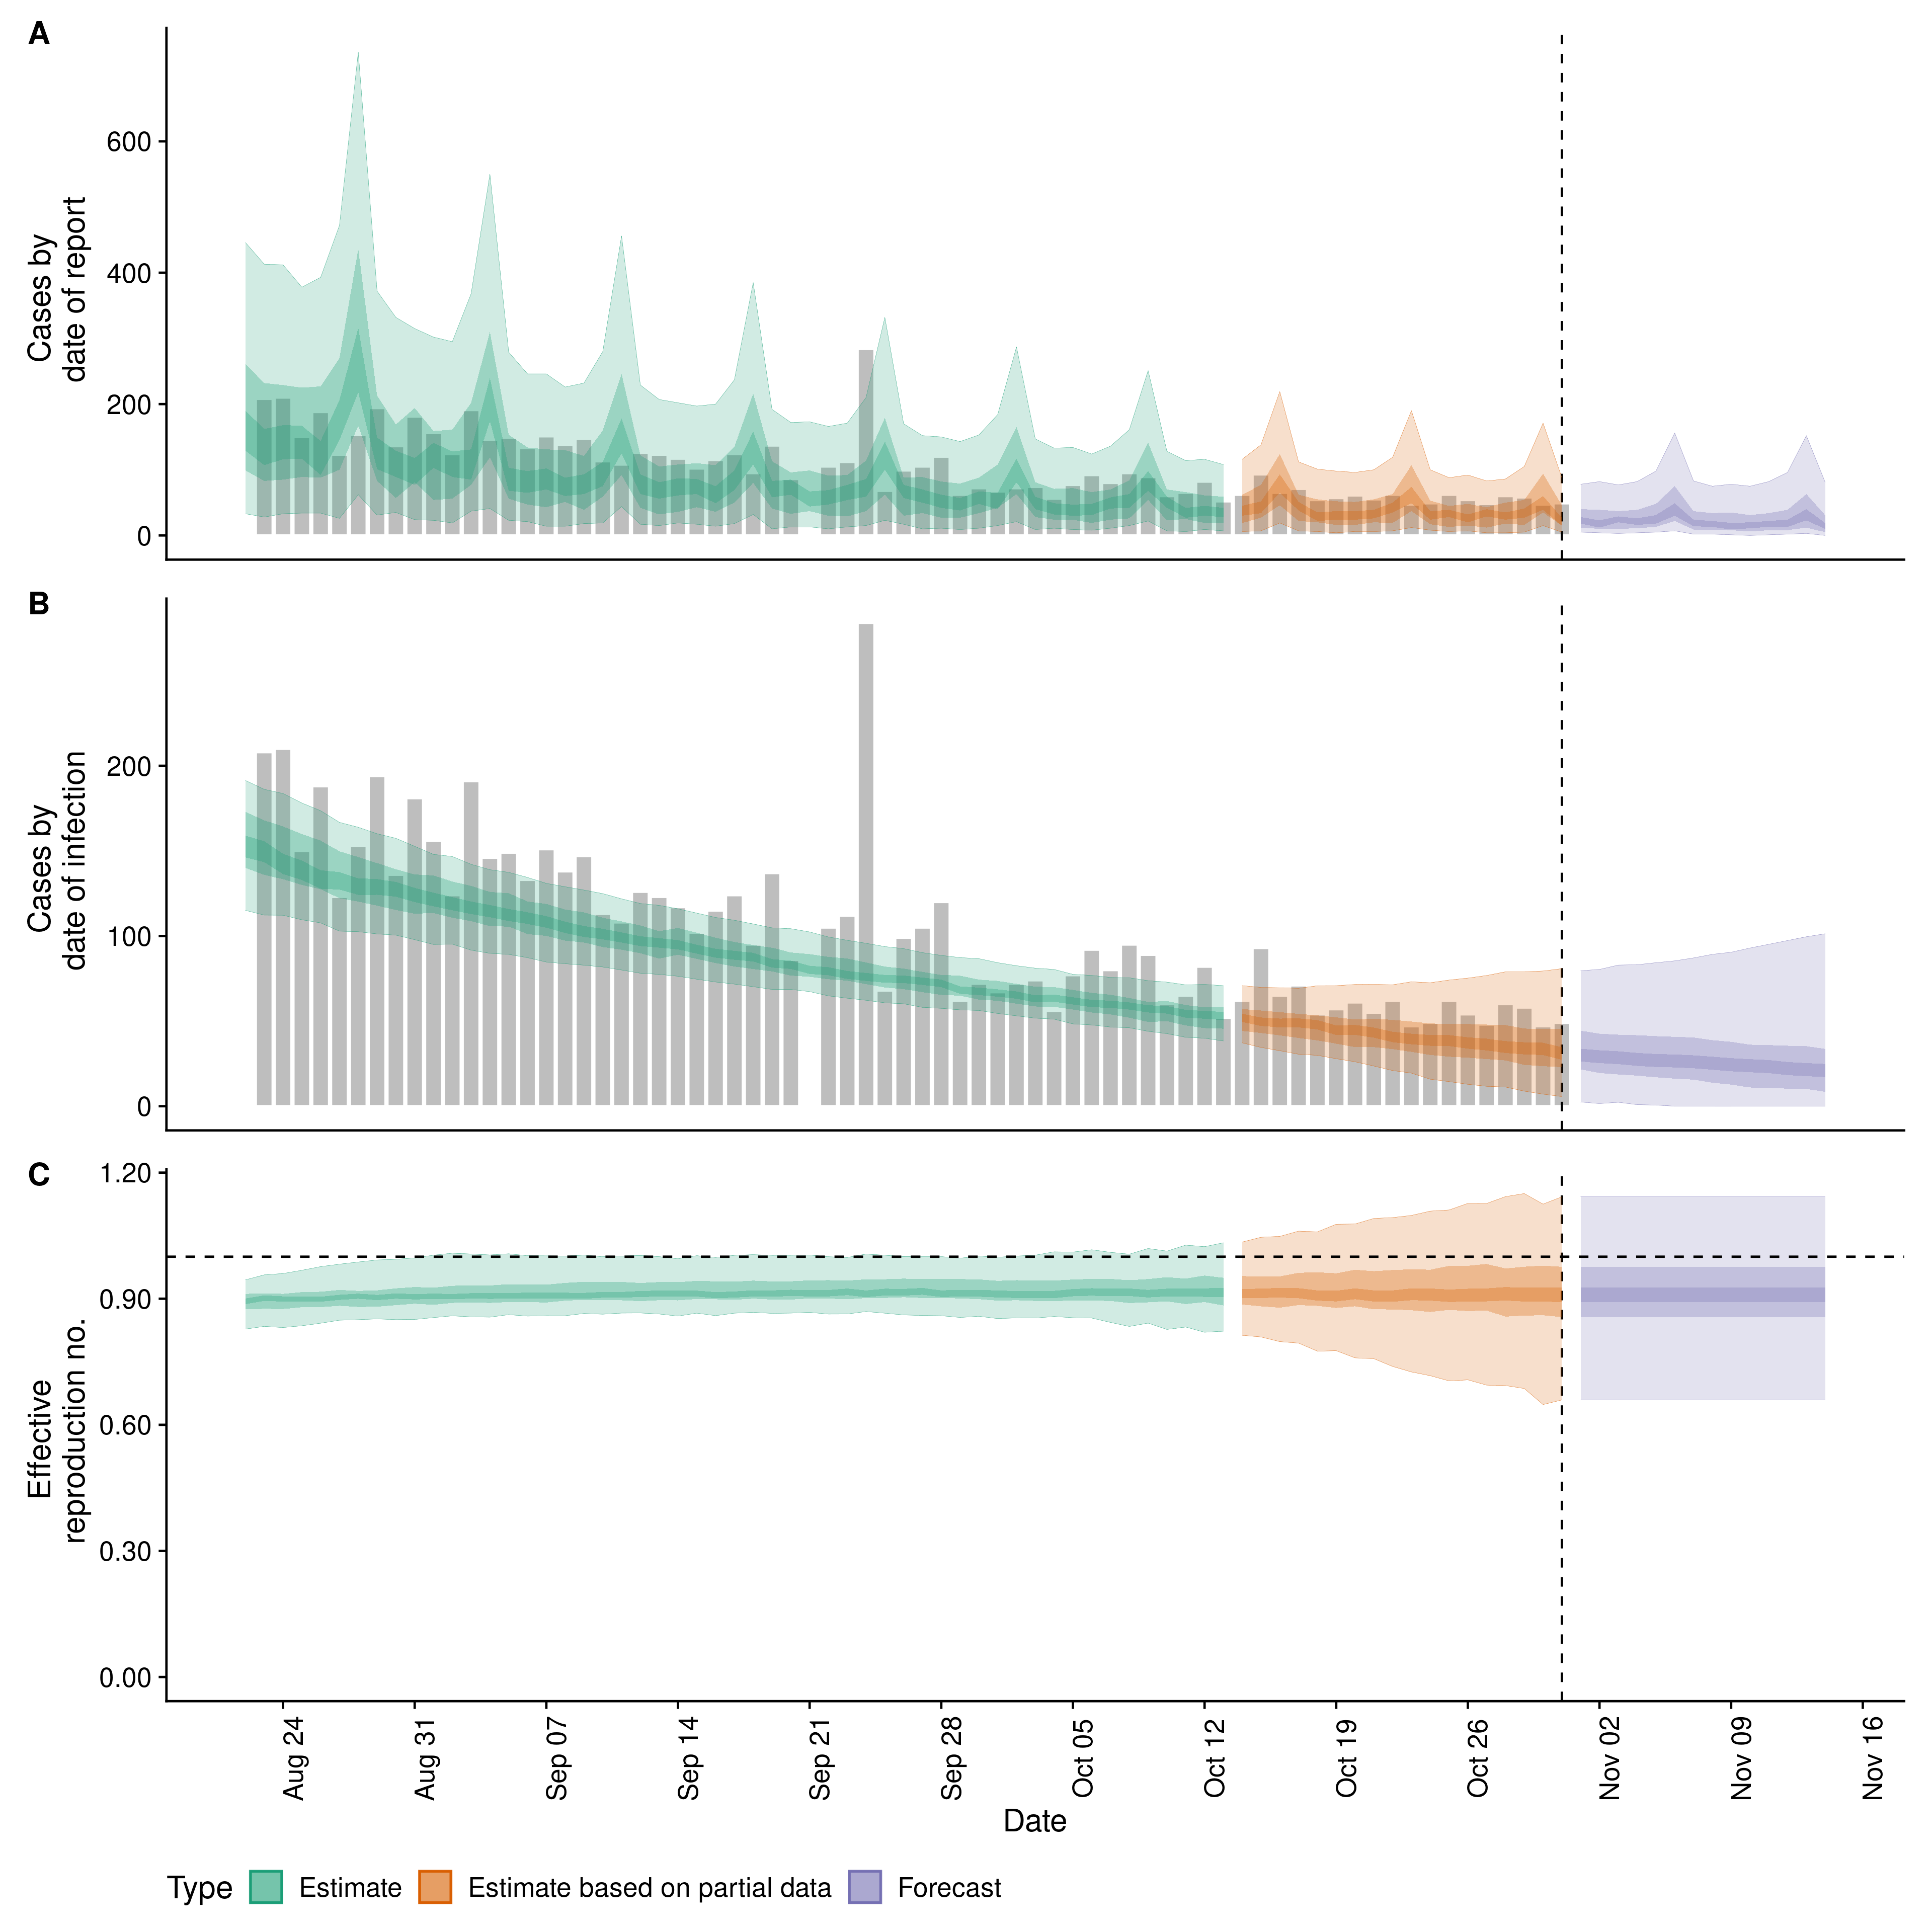 A
Cases by
date of report
600
400
200
0
B
Cases by
date of infection
200
100
0
C
Effective
reproduction no.
1.20
0.90
0.60
0.30
0.00
Aug 24
Aug 31
Sep 07
Sep 14
Sep 21
Sep 28
Oct 05
Oct 12
Oct 19
Oct 26
Nov 02
Nov 09
Nov 16
Date
Type
Estimate
Estimate based on partial data
Forecast